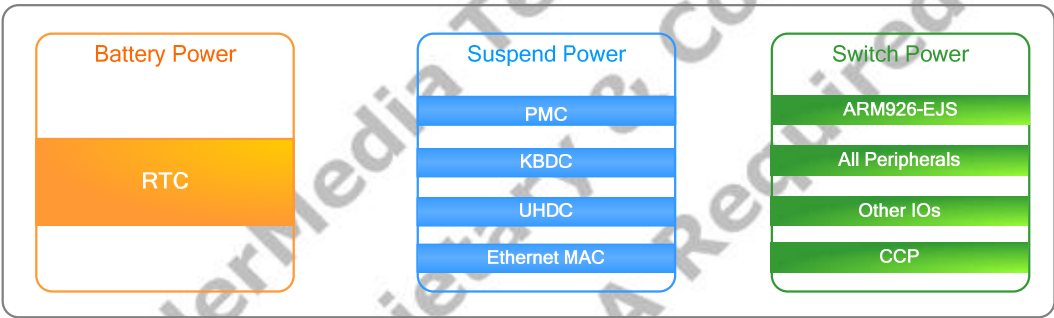 Battery Power
RTC
Suspend Power
PMC
KBDC
UHDC
Ethernet MAC
Switch Power
ARM926-EJS
All Peripherals
Other IOs
CCP